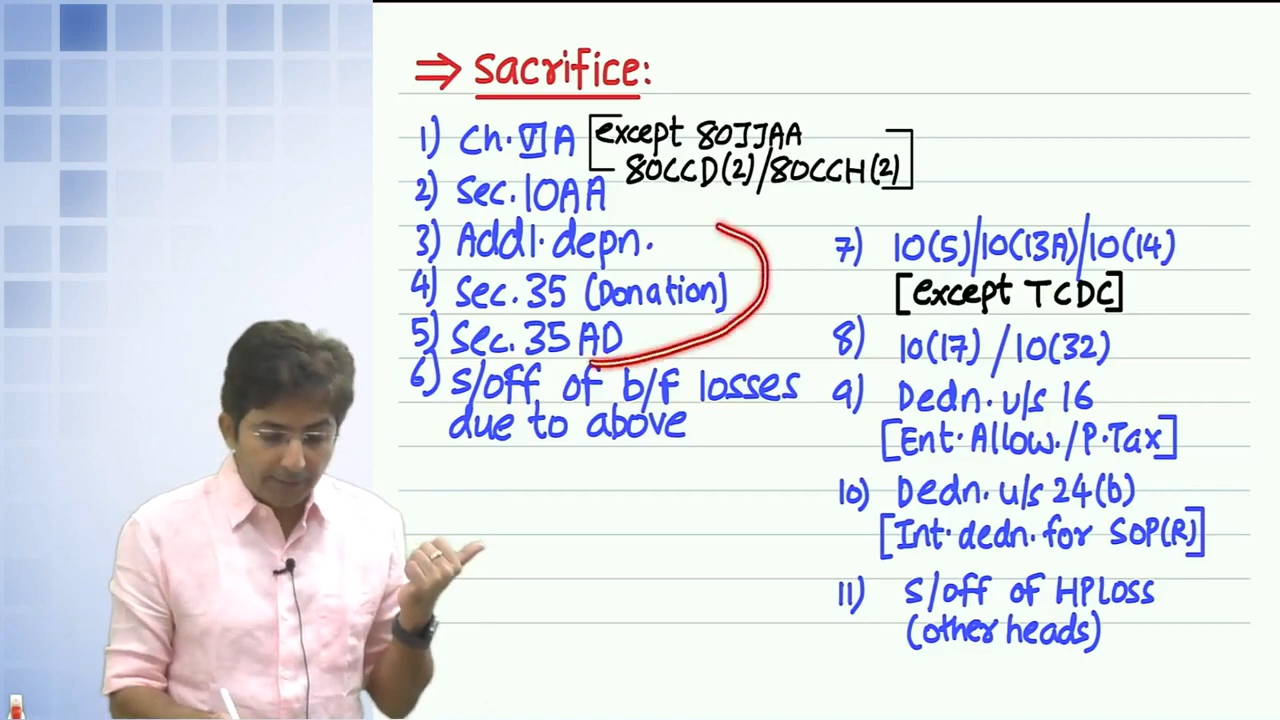 ⇒ Sacrifice:
1) Ch. VIA [except 80JJAA
80CCD(2)/80CCH(2)]
2) Sec. 10AA
3) Addl. depn.
4) Sec. 35 (Donation)
5) Sec. 35AD
6) S/off of b/f losses
due to above
7) 10(5)/10(13A)/10(14)
[except TCDC]
8) 10(17) / 10(32)
9) Dedn. u/s 16
[Ent. Allow. / P. Tax]
10) Dedn. u/s 24(b)
[Int. dedn. for SOP(R)]
11) S/off of HP Loss
(other heads)